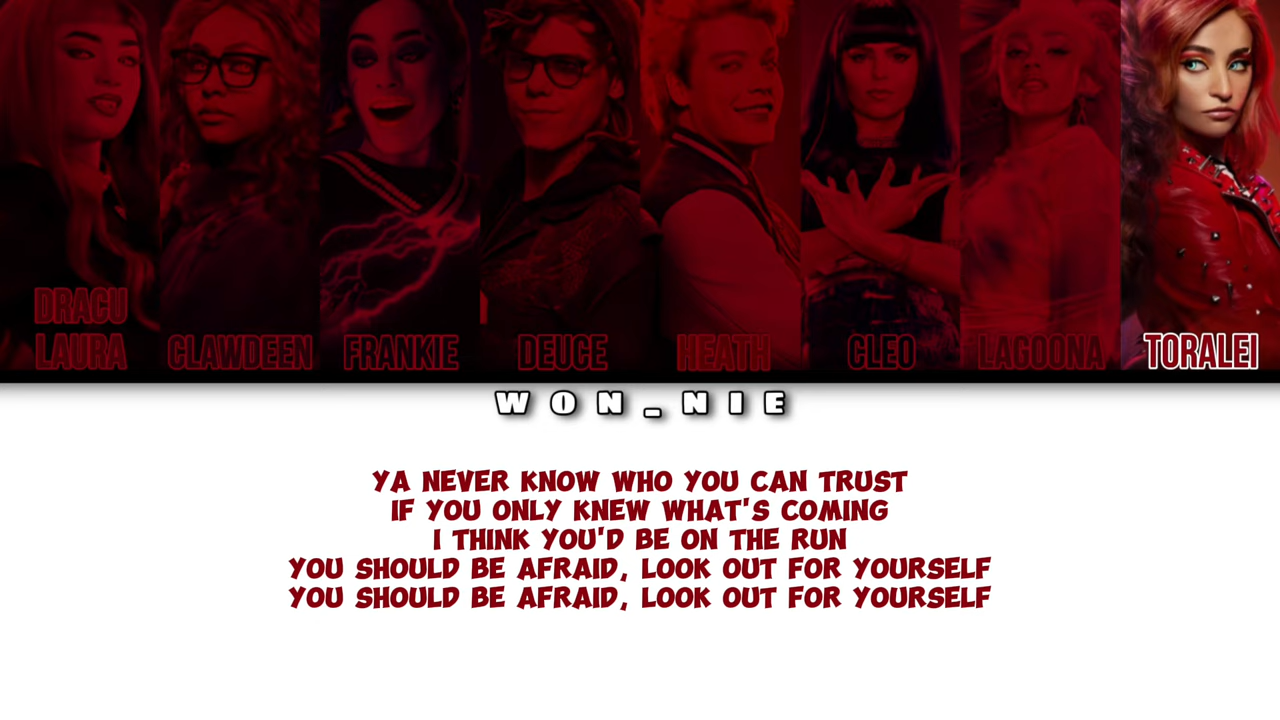 DRACU
LAURA
CLAWDEEN
FRANKIE
DEUCE
HEATH
CLEO
LAGOONA
TORALEI
WON_NIE
YA NEVER KNOW WHO YOU CAN TRUST
IF YOU ONLY KNEW WHAT'S COMING
I THINK YOU'D BE ON THE RUN
YOU SHOULD BE AFRAID, LOOK OUT FOR YOURSELF
YOU SHOULD BE AFRAID, LOOK OUT FOR YOURSELF